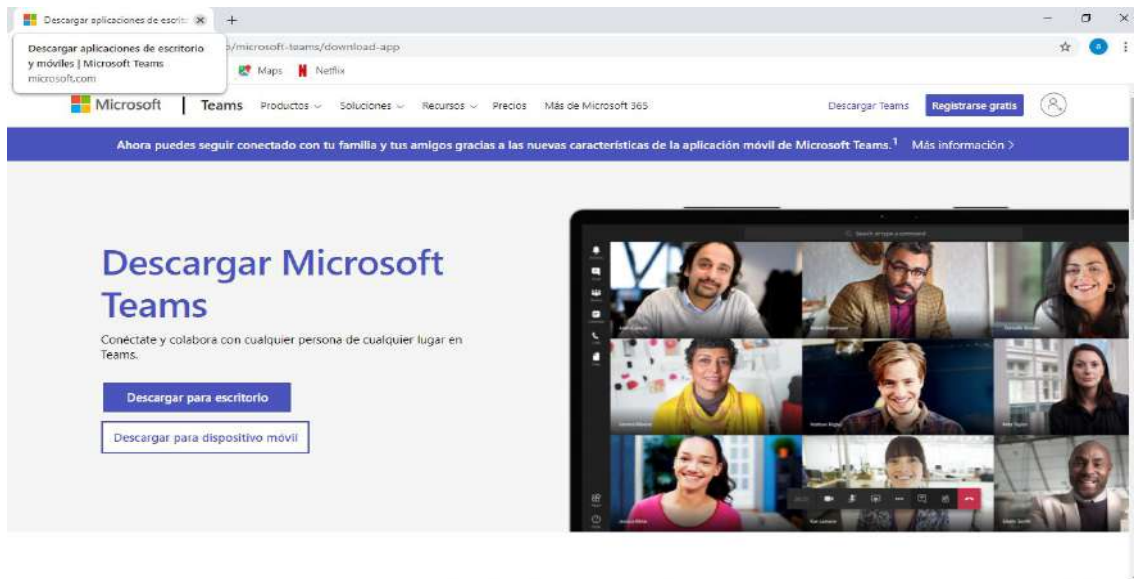 Descargar aplicaciones de escrit
Descargar aplicaciones de escritorio
y móviles | Microsoft Teams
microsoft.com
/microsoft-teams/download-app
Maps Netflix
Microsoft | Teams Productos Soluciones Recursos Precios Más de Microsoft 365 Descargar Teams Registrarse gratis
Ahora puedes seguir conectado con tu familia y tus amigos gracias a las nuevas características de la aplicación móvil de Microsoft Teams.1 Más información >
Descargar Microsoft
Teams
Conéctate y colabora con cualquier persona de cualquier lugar en
Teams.
Descargar para escritorio
Descargar para dispositivo móvil
Search or type a command